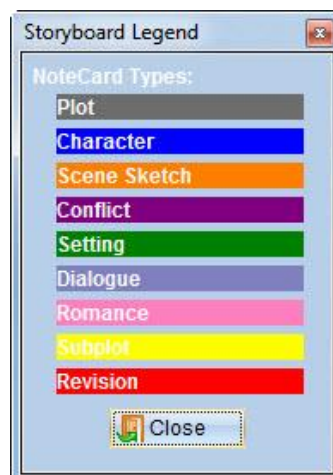 Storyboard Legend
NoteCard Types:
Plot
Character
Scene Sketch
Conflict
Setting
Dialogue
Romance
Subplot
Revision
Close